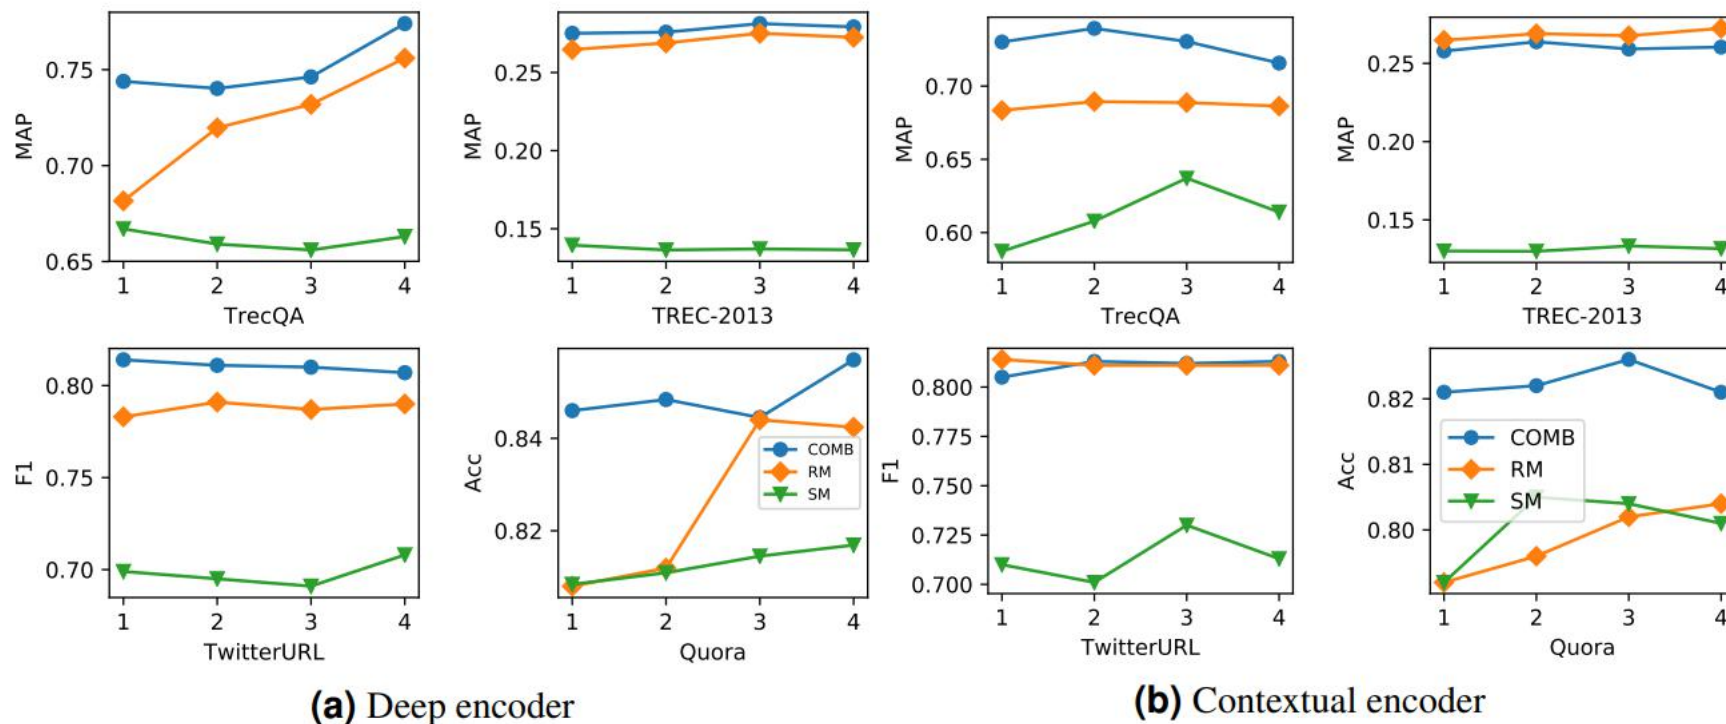 MAP
0.75
0.70
0.65
1 2 3 4
TrecQA
MAP
0.25
0.20
0.15
1 2 3 4
TREC-2013
MAP
0.70
0.65
0.60
1 2 3 4
TrecQA
MAP
0.25
0.20
0.15
1 2 3 4
TREC-2013
F1
0.80
0.75
0.70
1 2 3 4
TwitterURL
Acc
0.84
0.82
COMB
RM
SM
1 2 3 4
Quora
F1
0.800
0.775
0.750
0.725
0.700
1 2 3 4
TwitterURL
Acc
0.82
0.81
0.80
COMB
RM
SM
1 2 3 4
Quora
(a) Deep encoder
(b) Contextual encoder